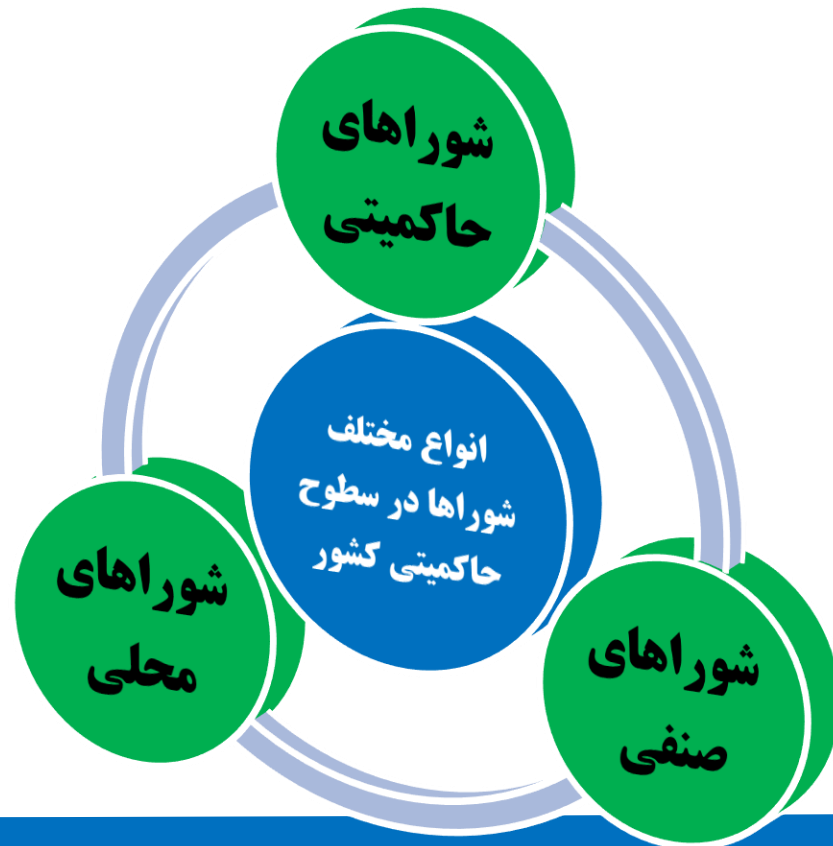 شوراهای
حاکمیتی
انواع مختلف
شوراها در سطوح
حاکمیتی کشور
شوراهای
صنفی
شوراهای
محلی